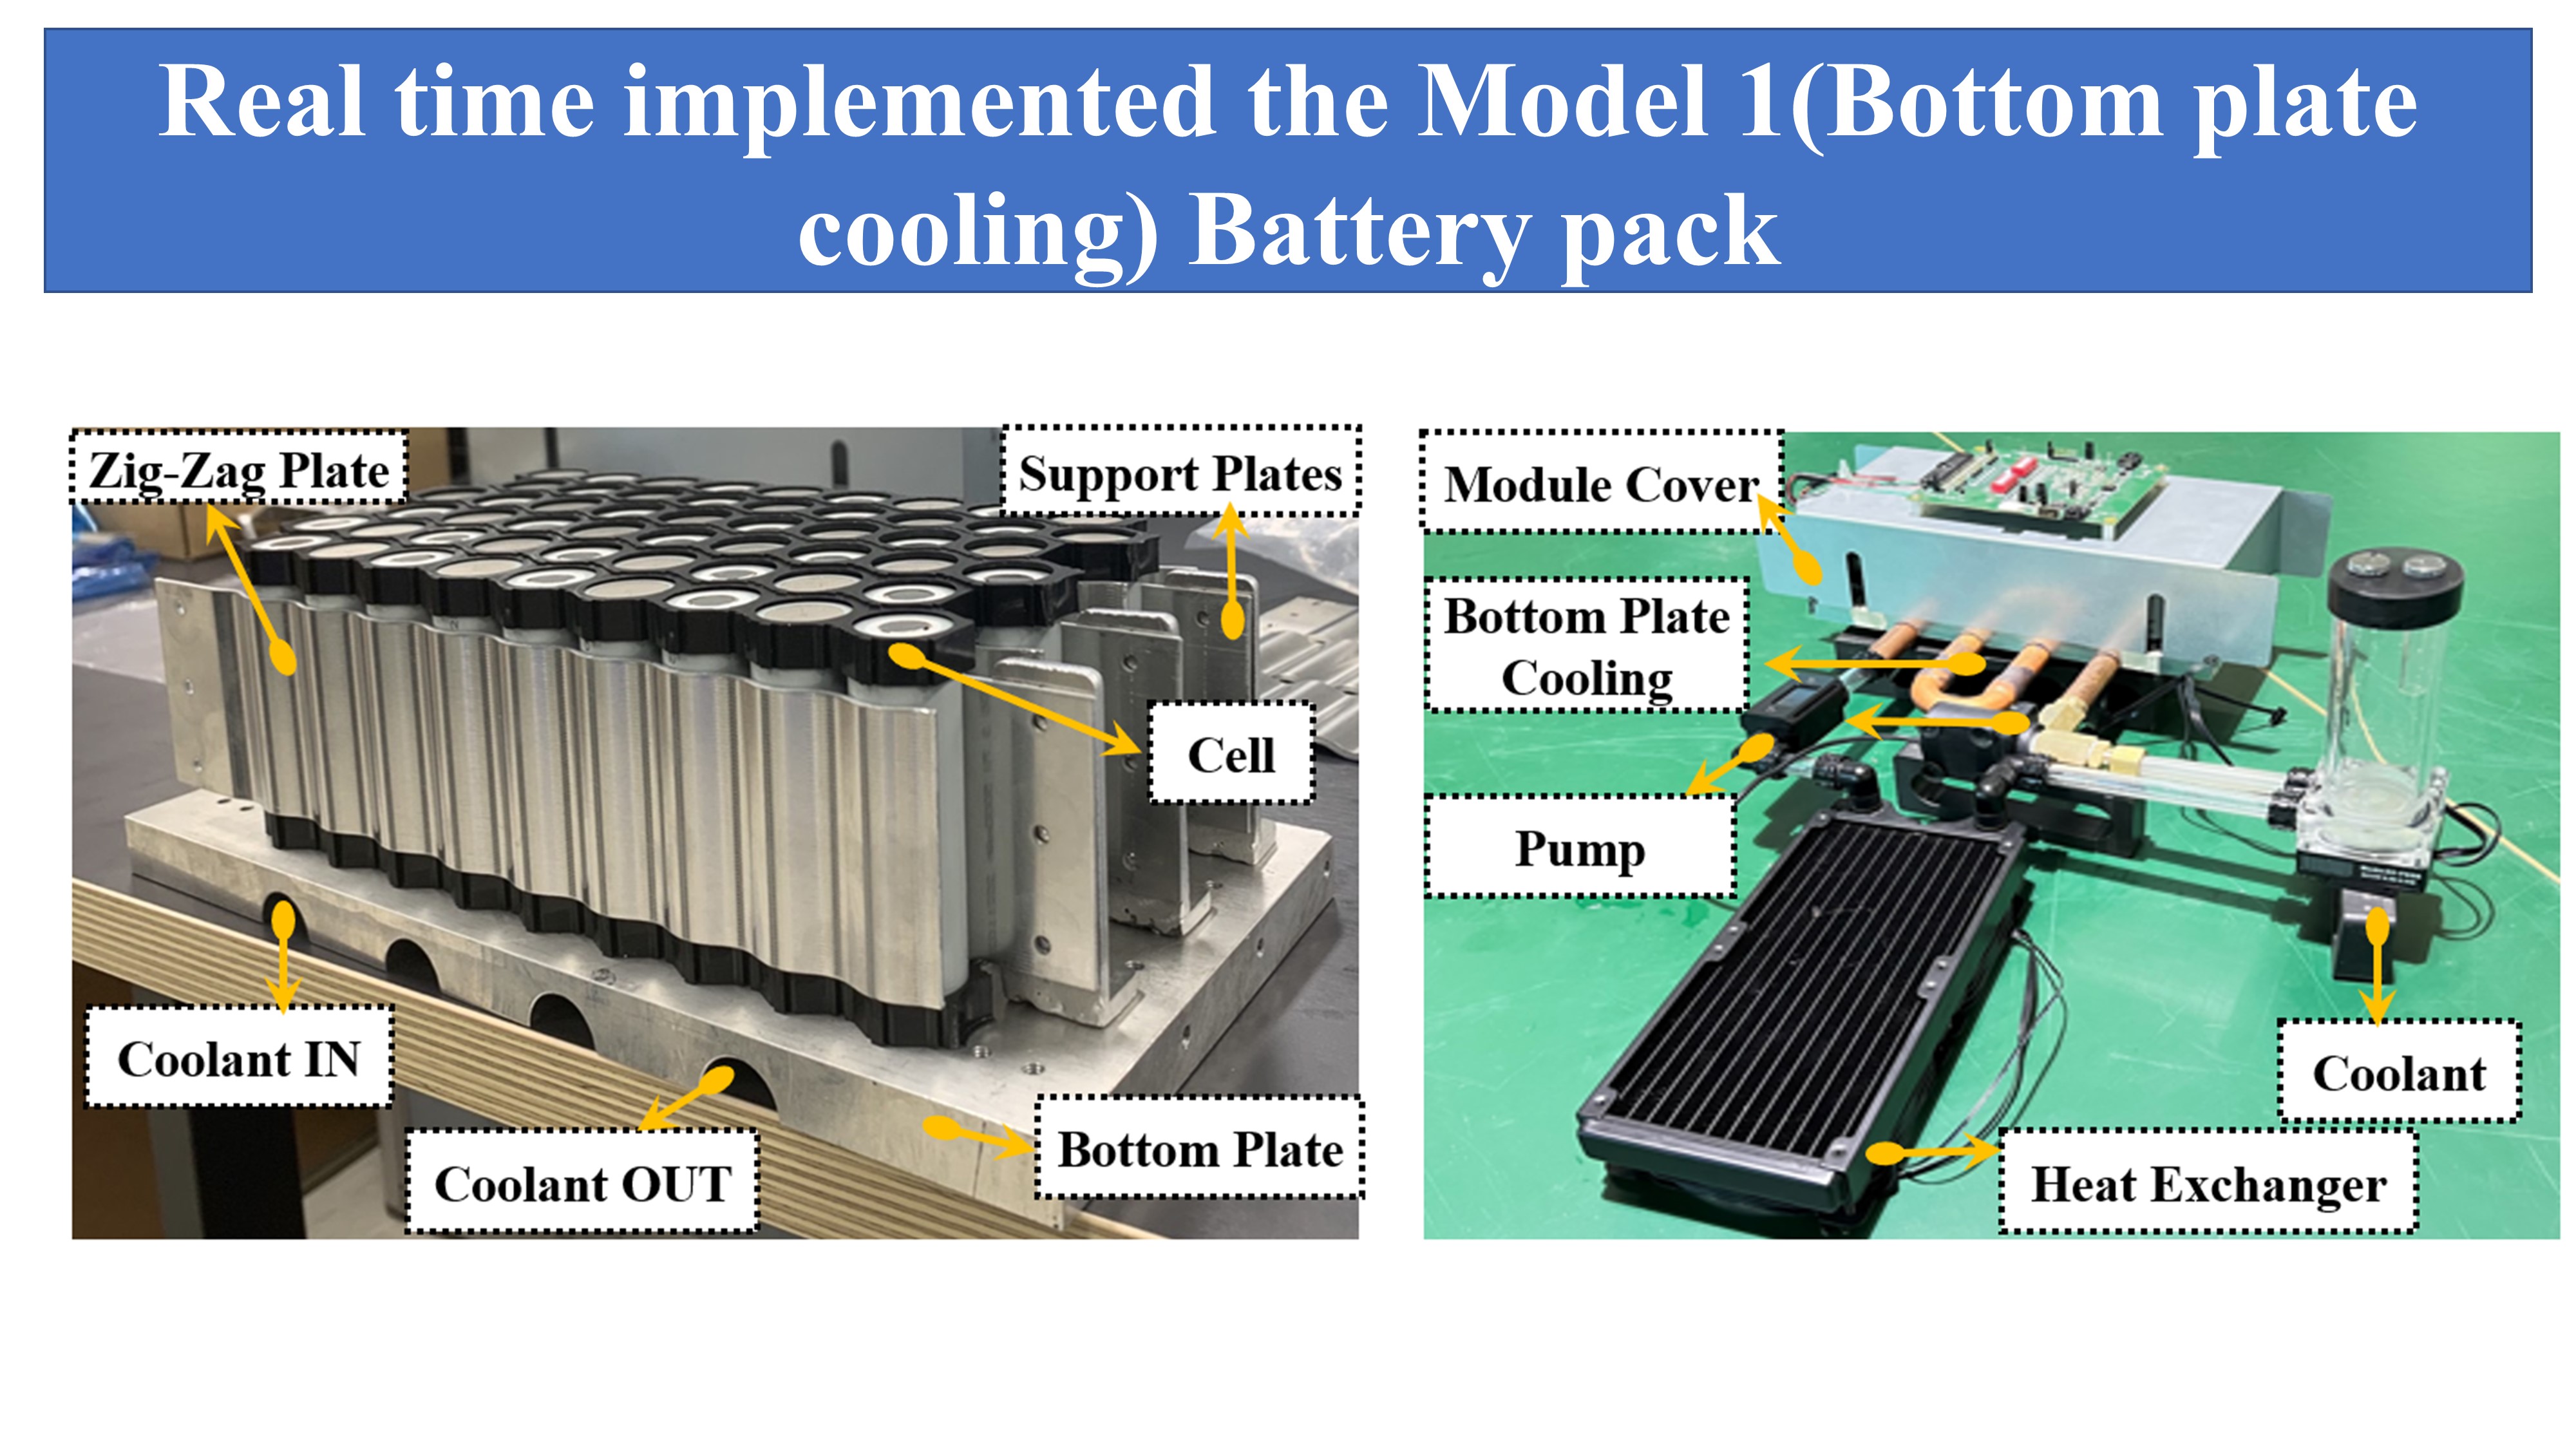 Real time implemented the Model 1(Bottom plate
cooling) Battery pack
Zig-Zag Plate
Support Plates
Cell
Coolant IN
Coolant OUT
Bottom Plate
Module Cover
Bottom Plate
Cooling
Pump
Coolant
Heat Exchanger